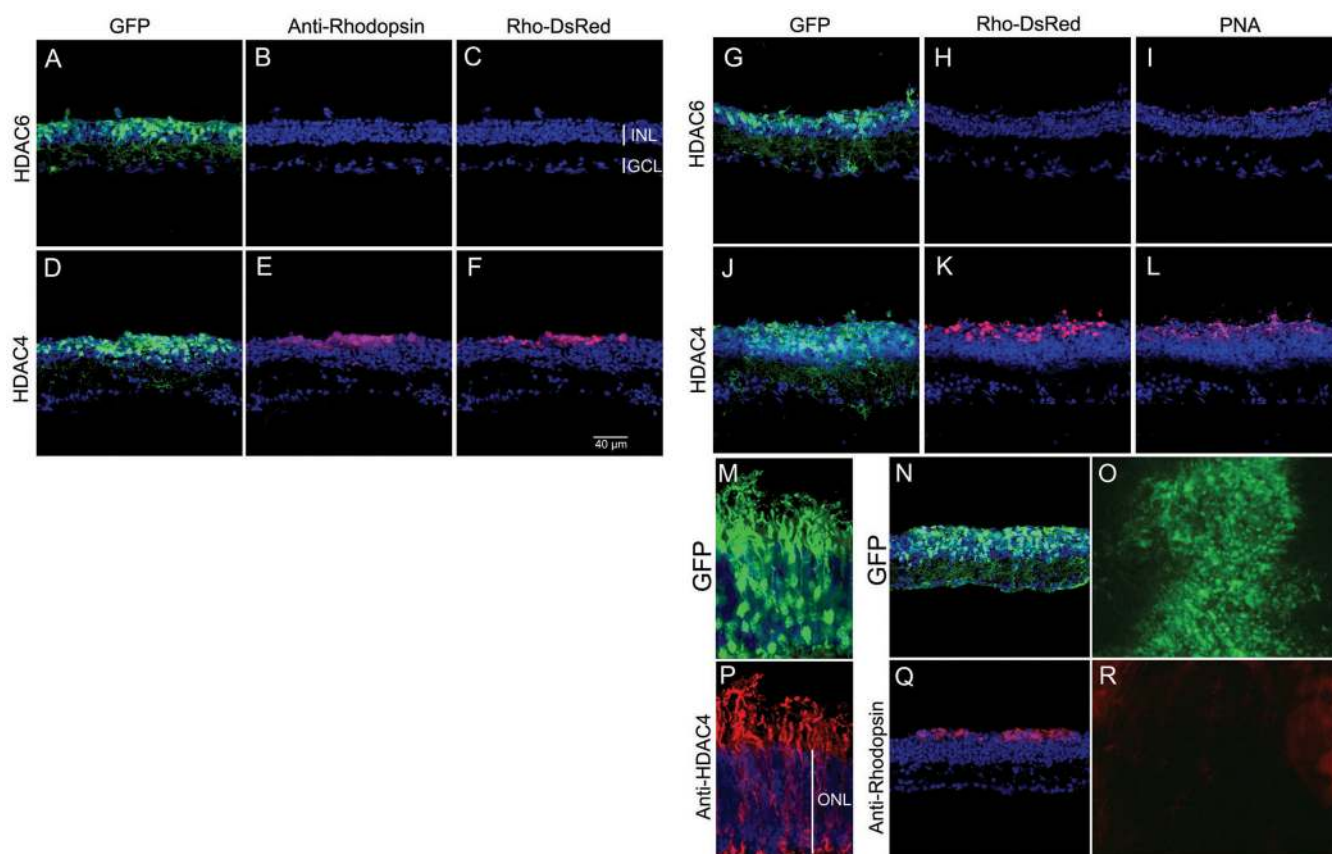 GFP Anti-Rhodopsin Rho-DsRed
GFP Rho-DsRed PNA
HDAC6
A B C
INL
GCL
HDAC4
D E F
40 µm
HDAC6
G H I
HDAC4
J K L
GFP
M
GFP
N O
Anti-HDAC4
P
ONL
Anti-Rhodopsin
Q R